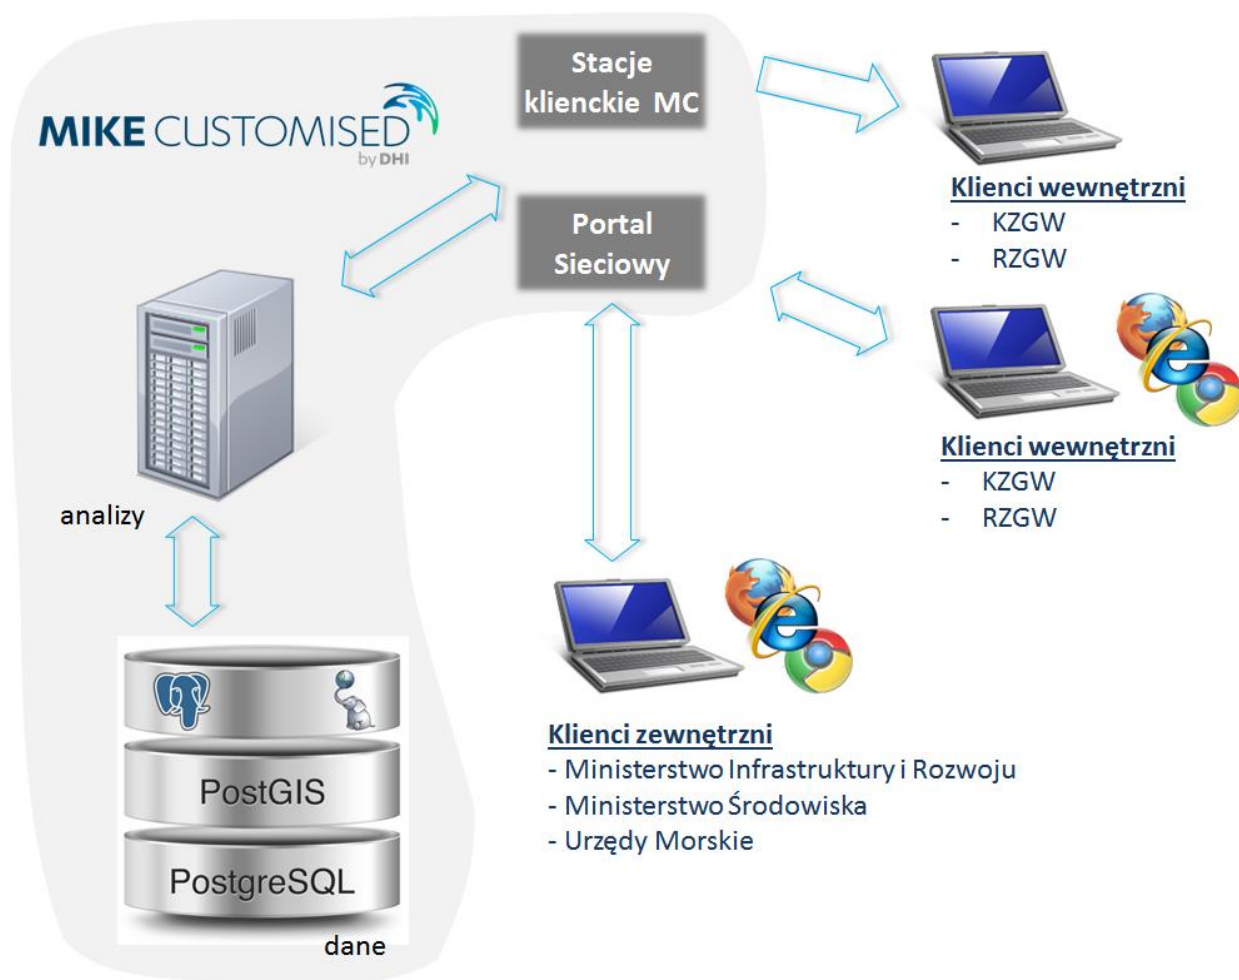 Stacje
klienckie MC
MIKE CUSTOMISED
by DHI
Klienci wewnętrzni
- KZGW
- RZGW
Portal
Sieciowy
Klienci wewnętrzni
- KZGW
- RZGW
analizy
Klienci zewnętrzni
- Ministerstwo Infrastruktury i Rozwoju
- Ministerstwo Środowiska
- Urzędy Morskie
PostGIS
PostgreSQL
dane